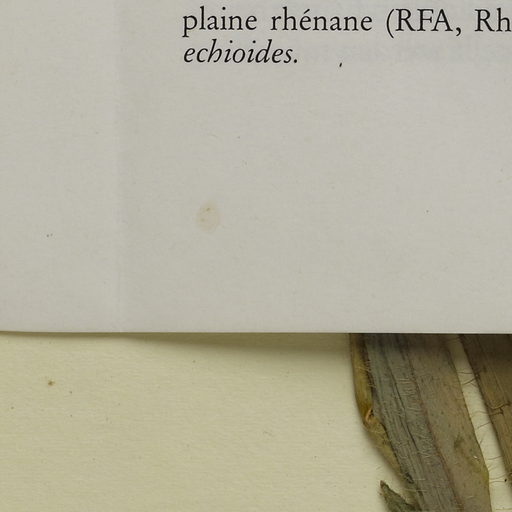 plaine rhénane (RFA, Rh
echioides.